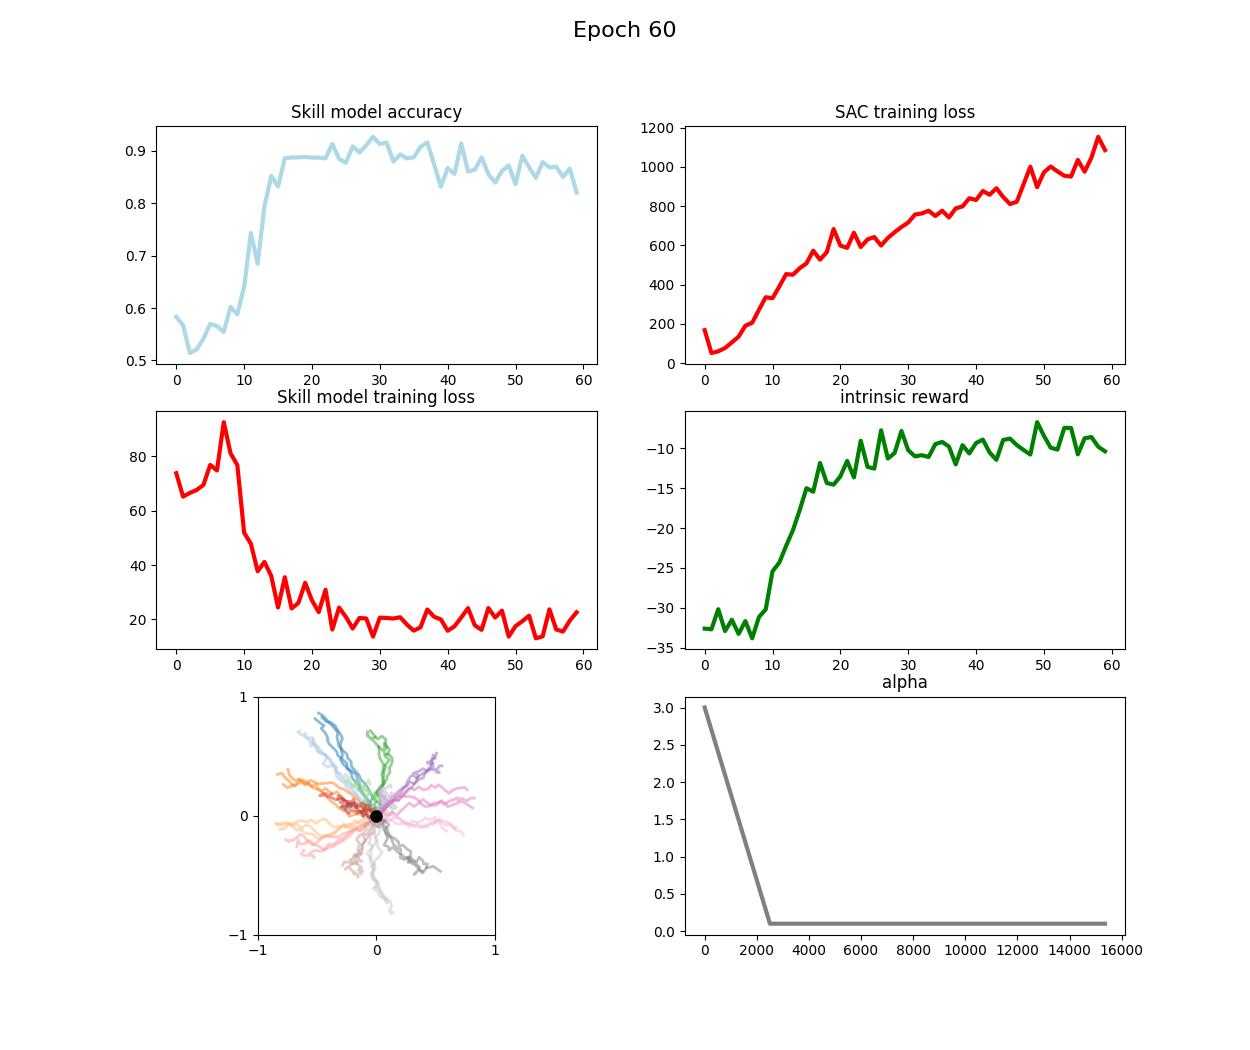 Epoch 60
Skill model accuracy
0.9
0.8
0.7
0.6
0.5
0 10 20 30 40 50 60
SAC training loss
1200
1000
800
600
400
200
0
0 10 20 30 40 50 60
Skill model training loss
80
60
40
20
0 10 20 30 40 50 60
intrinsic reward
−10
−15
−20
−25
−30
−35
0 10 20 30 40 50 60
1
0
−1
−1 0 1
alpha
3.0
2.5
2.0
1.5
1.0
0.5
0.0
0 2000 4000 6000 8000 10000 12000 14000 16000